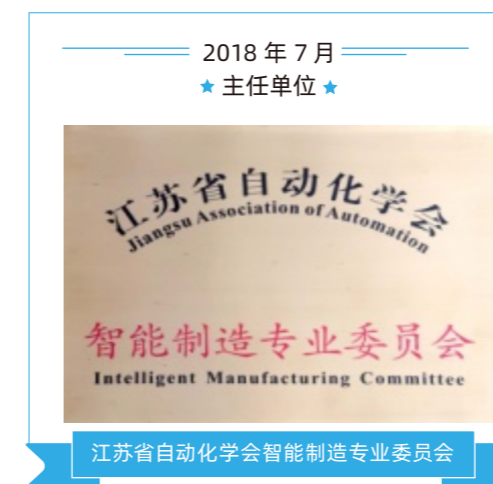 2018 年 7 月
主任单位
江苏省自动化学会
Jiangsu Association of Automation
智能制造专业委员会
Intelligent Manufacturing Committee
江苏省自动化学会智能制造专业委员会